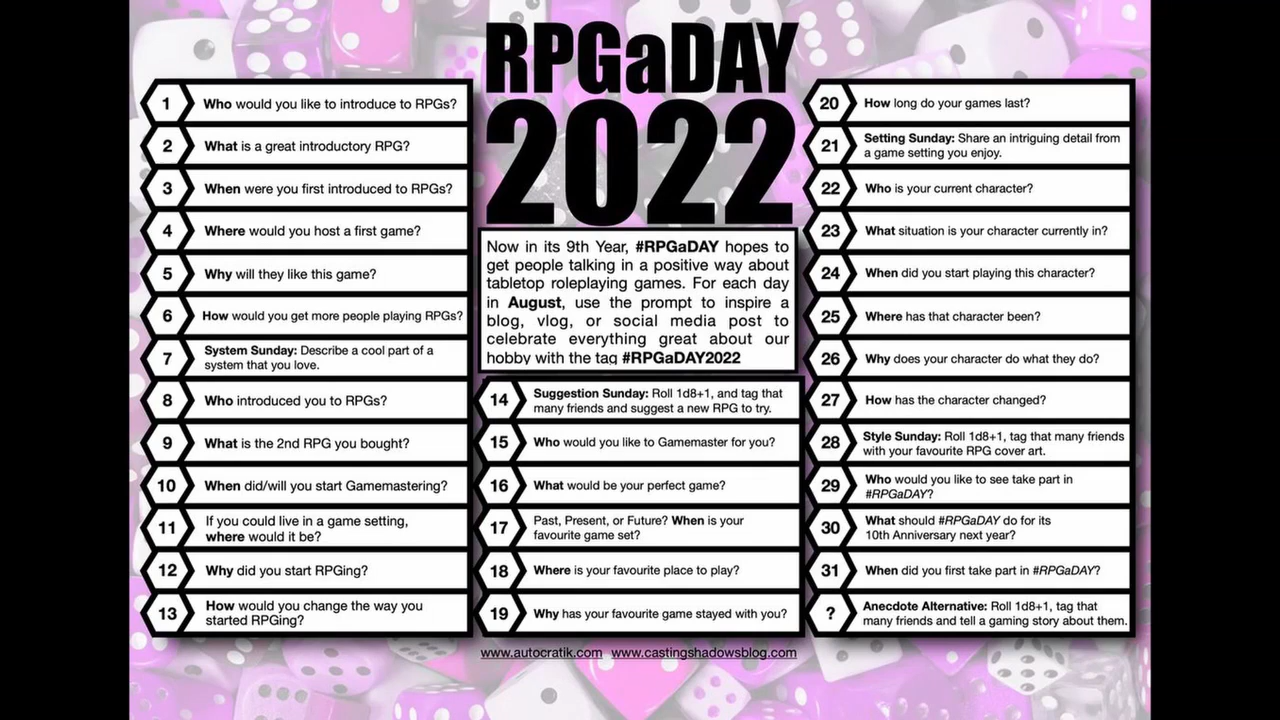 RPGaDAY
2022
1 Who would you like to introduce to RPGs?
2 What is a great introductory RPG?
3 When were you first introduced to RPGs?
4 Where would you host a first game?
5 Why will they like this game?
6 How would you get more people playing RPGs?
7 System Sunday: Describe a cool part of a
system that you love.
8 Who introduced you to RPGs?
9 What is the 2nd RPG you bought?
10 When did/will you start Gamemastering?
11 If you could live in a game setting,
where would it be?
12 Why did you start RPGing?
13 How would you change the way you
started RPGing?
Now in its 9th Year, #RPGaDAY hopes to
get people talking in a positive way about
tabletop roleplaying games. For each day
in August, use the prompt to inspire a
blog, vlog, or social media post to
celebrate everything great about our
hobby with the tag #RPGaDAY2022
14 Suggestion Sunday: Roll 1d8+1, and tag that
many friends and suggest a new RPG to try.
15 Who would you like to Gamemaster for you?
16 What would be your perfect game?
17 Past, Present, or Future? When is your
favourite game set?
18 Where is your favourite place to play?
19 Why has your favourite game stayed with you?
20 How long do your games last?
21 Setting Sunday: Share an intriguing detail from
a game setting you enjoy.
22 Who is your current character?
23 What situation is your character currently in?
24 When did you start playing this character?
25 Where has that character been?
26 Why does your character do what they do?
27 How has the character changed?
28 Style Sunday: Roll 1d8+1, tag that many friends
with your favourite RPG cover art.
29 Who would you like to see take part in
#RPGaDAY?
30 What should #RPGaDAY do for its
10th Anniversary next year?
31 When did you first take part in #RPGaDAY?
? Anecdote Alternative: Roll 1d8+1, tag that
many friends and tell a gaming story about them.
www.autocratik.com www.castingshadowsblog.com